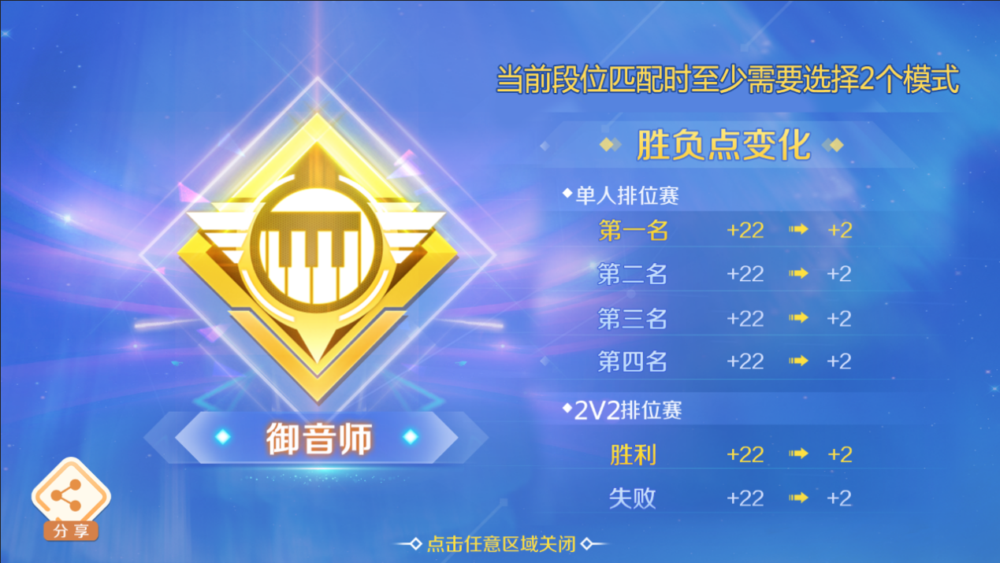 当前段位匹配时至少需要选择2个模式
胜负点变化
单人排位赛
第一名 +22 +2
第二名 +22 +2
第三名 +22 +2
第四名 +22 +2
2V2排位赛
胜利 +22 +2
失败 +22 +2
御音师
分享
点击任意区域关闭